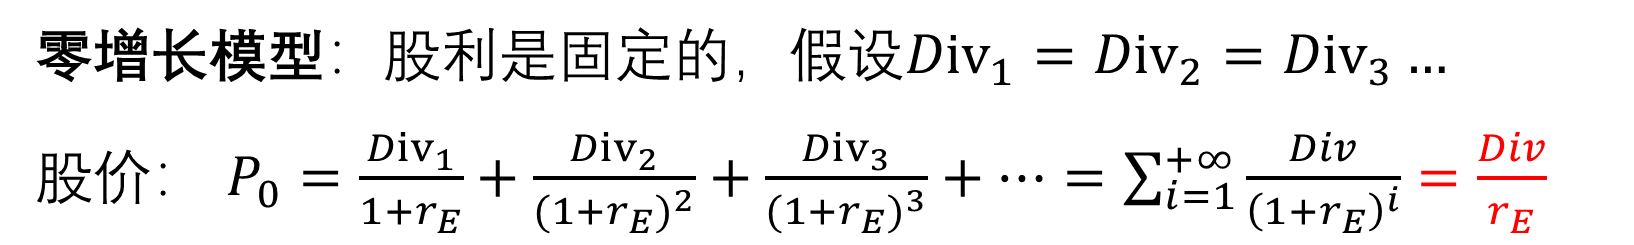 零增长模型：股利是固定的，假设Div₁ = Div₂ = Div₃ ...
股价： P₀ = Div₁/(1+r_E) + Div₂/(1+r_E)² + Div₃/(1+r_E)³ + ⋯ = ∑_{i=1}^{+∞} Div/(1+r_E)^i = Div/r_E